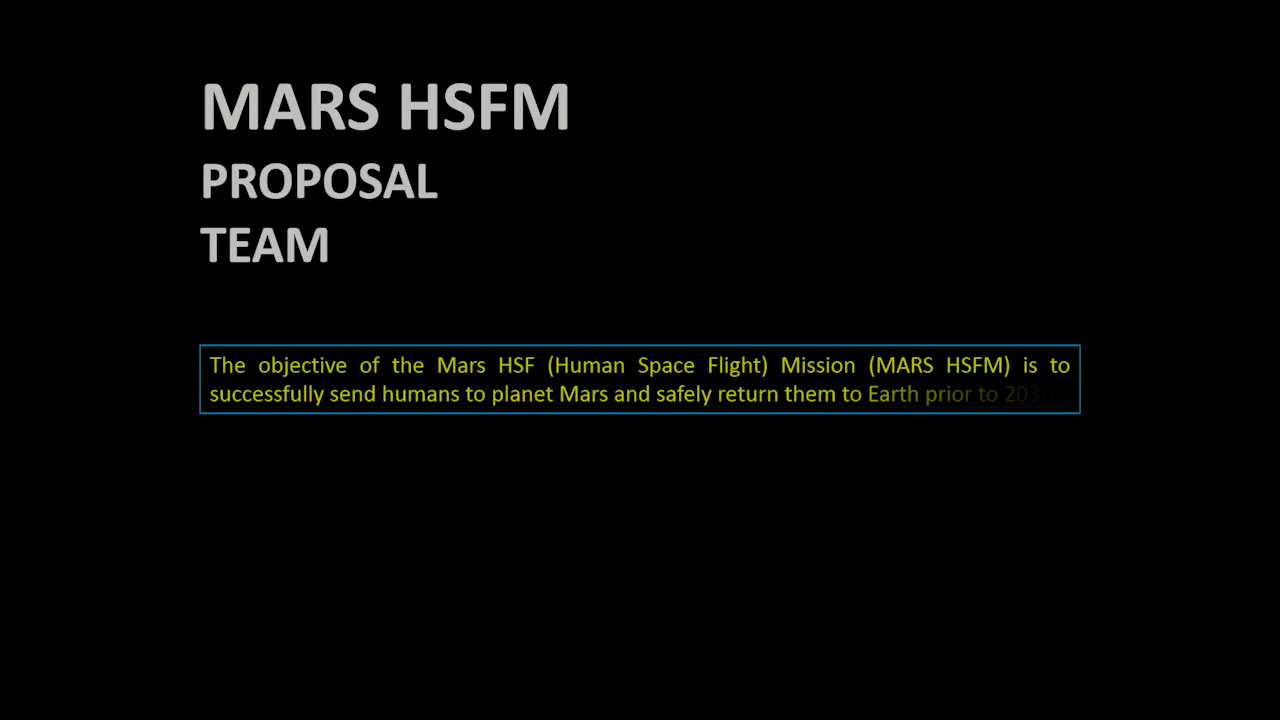 MARS HSFM
PROPOSAL
TEAM
The objective of the Mars HSF (Human Space Flight) Mission (MARS HSFM) is to
successfully send humans to planet Mars and safely return them to Earth prior to